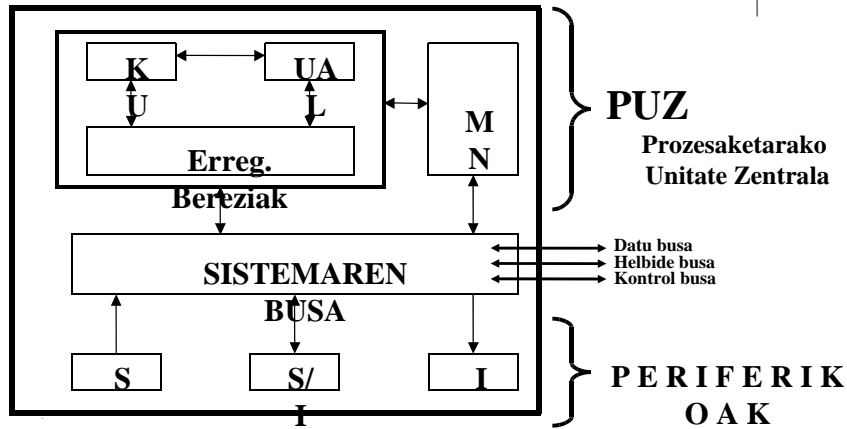 K
U
UA
L
Erreg.
Bereziak
M
N
PUZ
Prozesaketarako
Unitate Zentrala
SISTEMAREN
BUSA
Datu busa
Helbide busa
Kontrol busa
S
S/
I
I
P E R I F E R I K
O A K